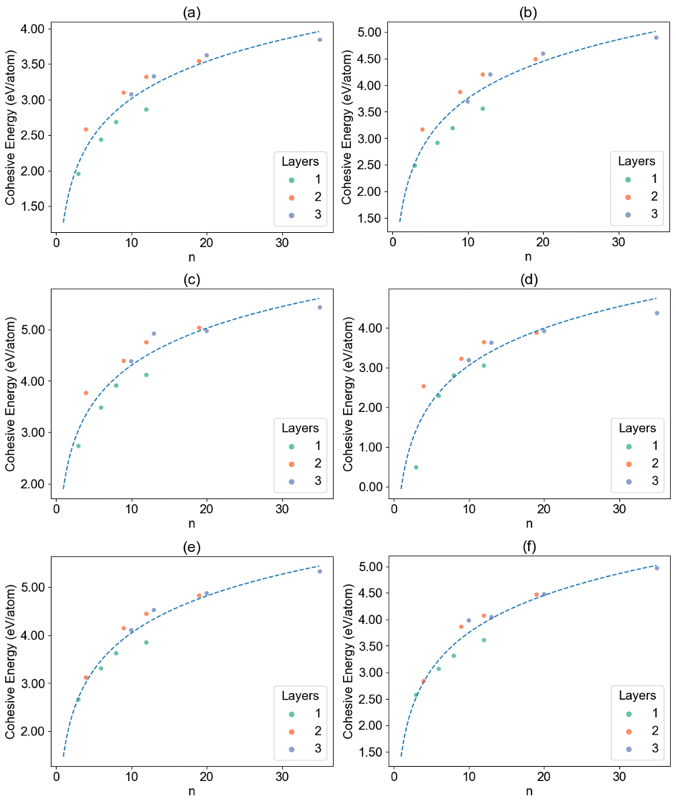 (a)
Cohesive Energy (eV/atom)
4.00
3.50
3.00
2.50
2.00
1.50
0 10 20 30
n
Layers
1
2
3
(b)
Cohesive Energy (eV/atom)
5.00
4.50
4.00
3.50
3.00
2.50
2.00
1.50
0 10 20 30
n
Layers
1
2
3
(c)
Cohesive Energy (eV/atom)
5.00
4.00
3.00
2.00
0 10 20 30
n
Layers
1
2
3
(d)
Cohesive Energy (eV/atom)
4.00
3.00
2.00
1.00
0.00
0 10 20 30
n
Layers
1
2
3
(e)
Cohesive Energy (eV/atom)
5.00
4.00
3.00
2.00
0 10 20 30
n
Layers
1
2
3
(f)
Cohesive Energy (eV/atom)
5.00
4.50
4.00
3.50
3.00
2.50
2.00
1.50
0 10 20 30
n
Layers
1
2
3